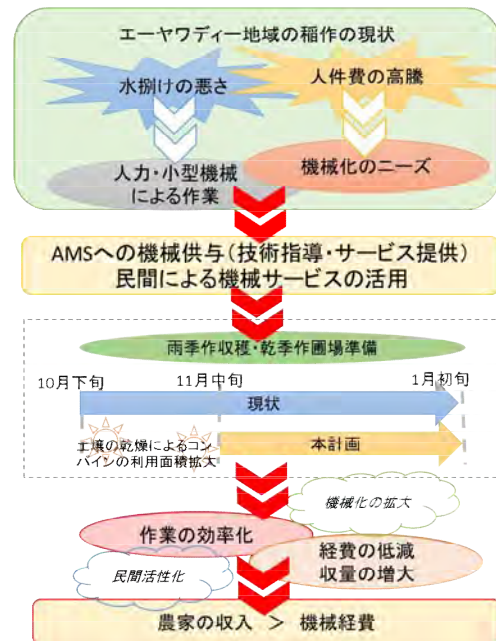 エーヤワディー地域の稲作の現状
水捌けの悪さ
人件費の高騰
人力・小型機械
による作業
機械化のニーズ
AMSへの機械供与(技術指導・サービス提供)
民間による機械サービスの活用
雨季作収穫・乾季作圃場準備
10月下旬
11月中旬
1月初旬
現状
土壌の乾燥によるコン
バインの利用面積拡大
本計画
機械化の拡大
作業の効率化
経費の低減
収量の増大
民間活性化
農家の収入 > 機械経費